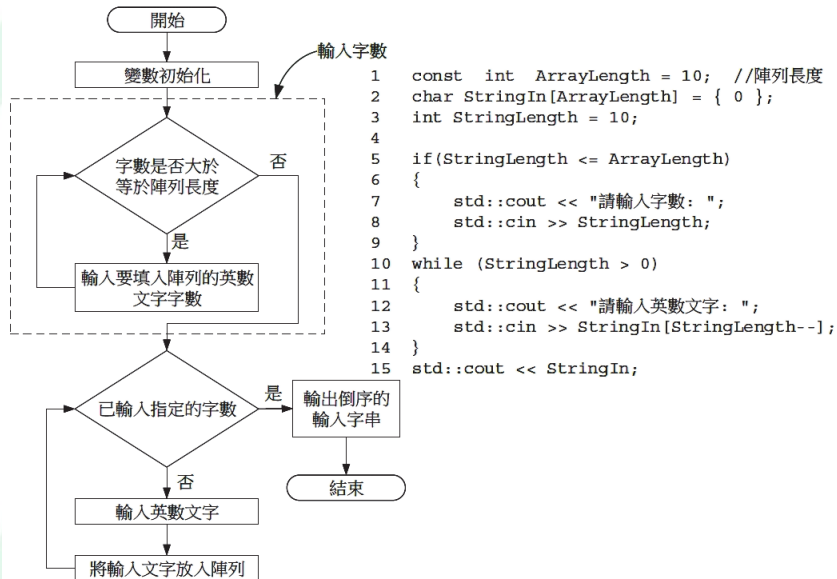 開始
變數初始化
輸入字數
字數是否大於
等於陣列長度
否
是
輸入要填入陣列的英數
文字字數
已輸入指定的字數
是
輸出倒序的
輸入字串
結束
否
輸入英數文字
將輸入文字放入陣列
1 const int ArrayLength = 10; //陣列長度
2 char StringIn[ArrayLength] = { 0 };
3 int StringLength = 10;
4
5 if(StringLength <= ArrayLength)
6 {
7 std::cout << "請輸入字數: ";
8 std::cin >> StringLength;
9 }
10 while (StringLength > 0)
11 {
12 std::cout << "請輸入英數文字: ";
13 std::cin >> StringIn[StringLength--];
14 }
15 std::cout << StringIn;